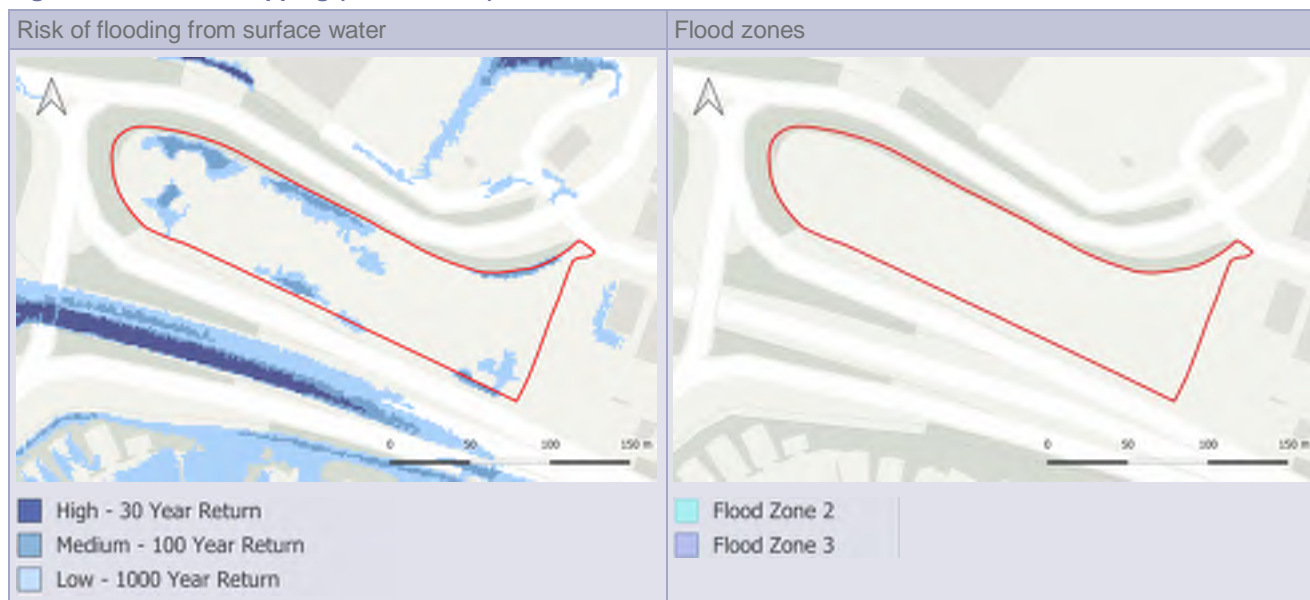 Risk of flooding from surface water
Flood zones
0 50 100 150 m
0 50 100 150 m
High - 30 Year Return
Medium - 100 Year Return
Low - 1000 Year Return
Flood Zone 2
Flood Zone 3